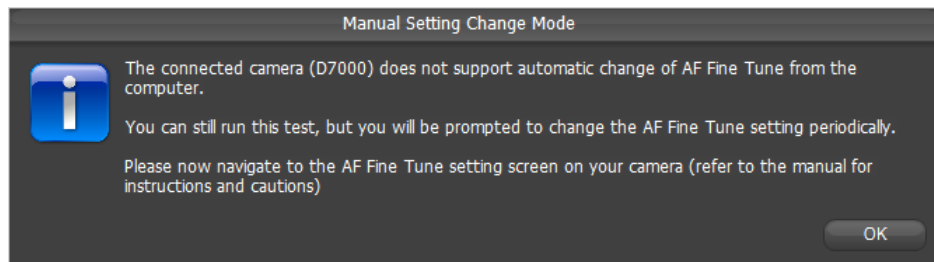 Manual Setting Change Mode
The connected camera (D7000) does not support automatic change of AF Fine Tune from the
computer.
You can still run this test, but you will be prompted to change the AF Fine Tune setting periodically.
Please now navigate to the AF Fine Tune setting screen on your camera (refer to the manual for
instructions and cautions)
OK